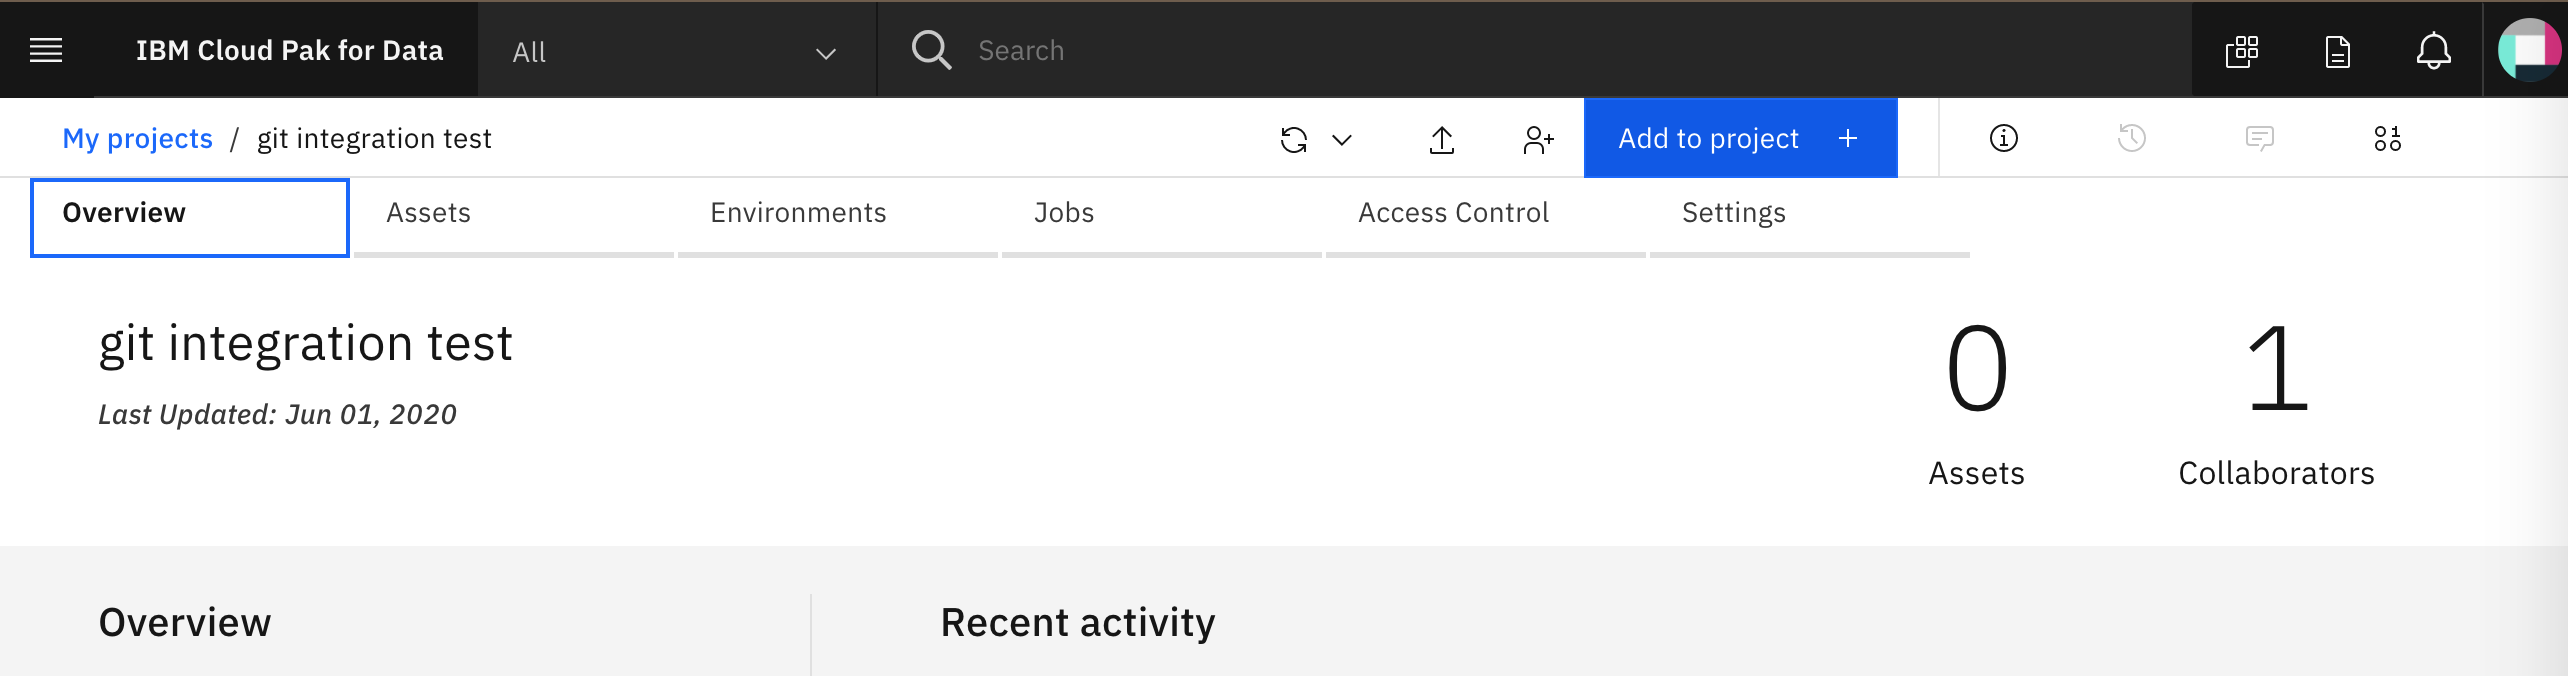 IBM Cloud Pak for Data All Search
My projects / git integration test Add to project +
Overview Assets Environments Jobs Access Control Settings
git integration test
Last Updated: Jun 01, 2020
0 1
Assets Collaborators
Overview Recent activity